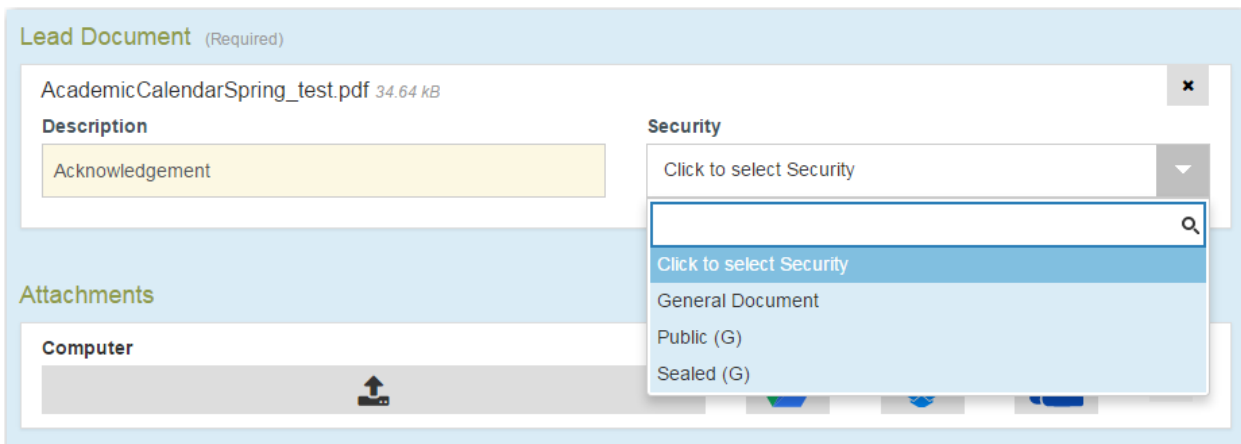 Lead Document (Required)
AcademicCalendarSpring_test.pdf 34.64 kB
Description
Security
Acknowledgement
Click to select Security
Click to select Security
General Document
Attachments
Public (G)
Computer
Sealed (G)